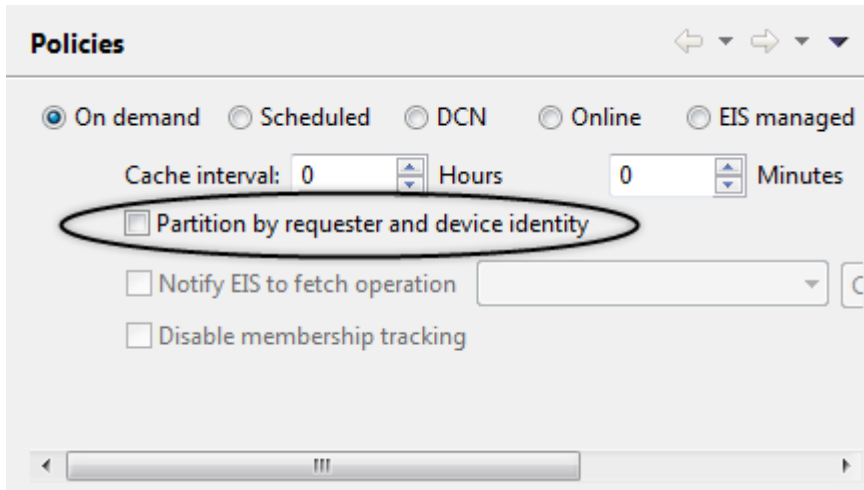 Policies
On demand Scheduled DCN Online EIS managed
Cache interval: 0 Hours 0 Minutes
Partition by requester and device identity
Notify EIS to fetch operation
Disable membership tracking